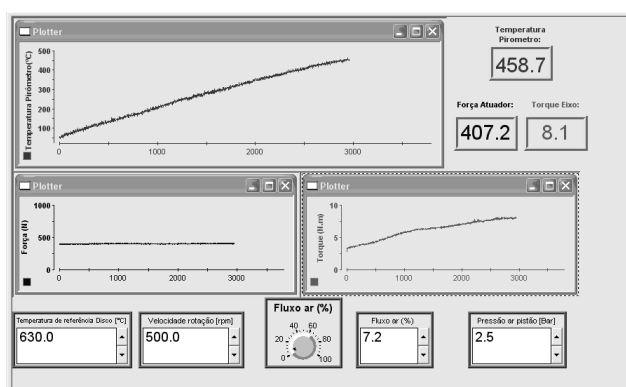 Plotter
Temperatura Pirômetro(ºC)
500
400
300
200
100
0
1000
2000
3000
Temperatura
Pirometro:
458.7
Força Atuador:
407.2
Torque Eixo:
8.1
Plotter
Força (N)
1000
500
0
0
1000
2000
3000
Plotter
Torque (N.m)
10
5
0
0
1000
2000
3000
Temperatura de referência Disco [ºC]
630.0
Velocidade rotação [rpm]
500.0
Fluxo ar (%)
0
20
40
60
80
100
Fluxo ar (%)
7.2
Pressão ar pistão [Bar]
2.5